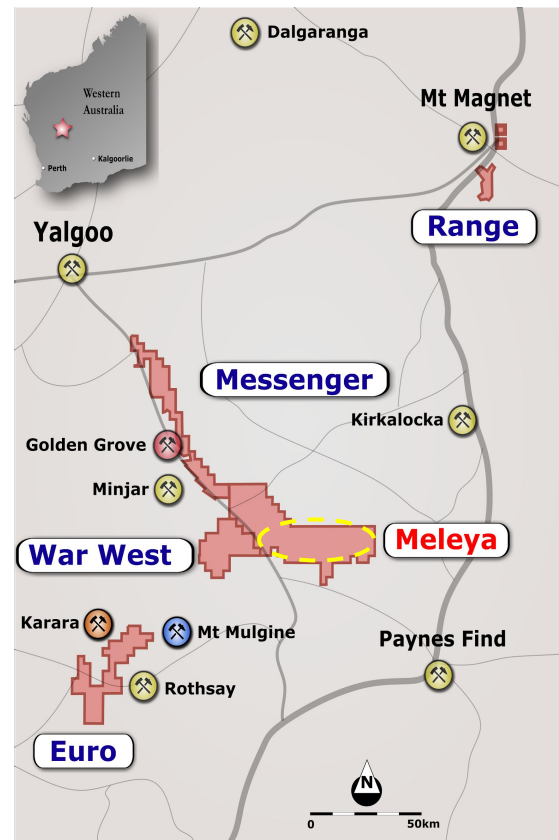 Dalgaranga
Western
Australia
Kalgoorlie
Perth
Mt Magnet
Range
Yalgoo
Messenger
Kirkalocka
Golden Grove
Minjar
War West
Meleya
Karara
Mt Mulgine
Paynes Find
Rothsay
Euro
N
0
50km